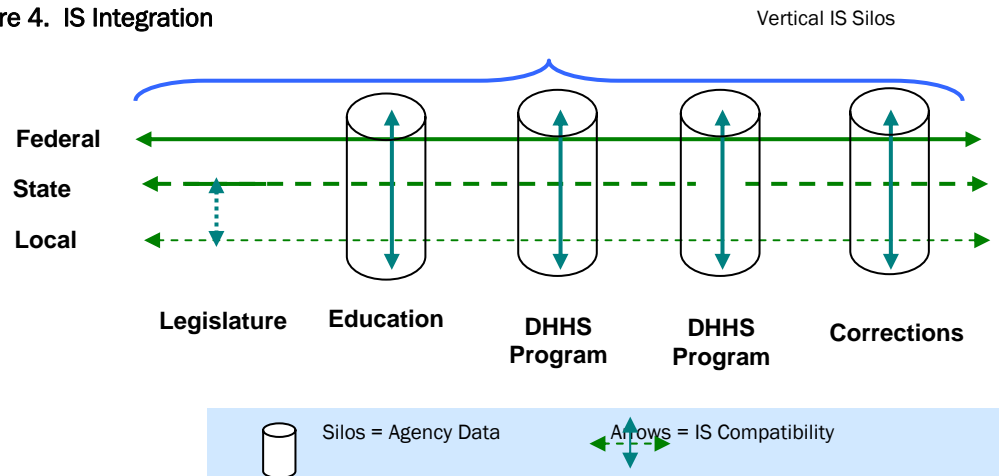 re 4. IS Integration
Vertical IS Silos
Federal
State
Local
Legislature
Education
DHHS
Program
DHHS
Program
Corrections
Silos = Agency Data
Arrows = IS Compatibility